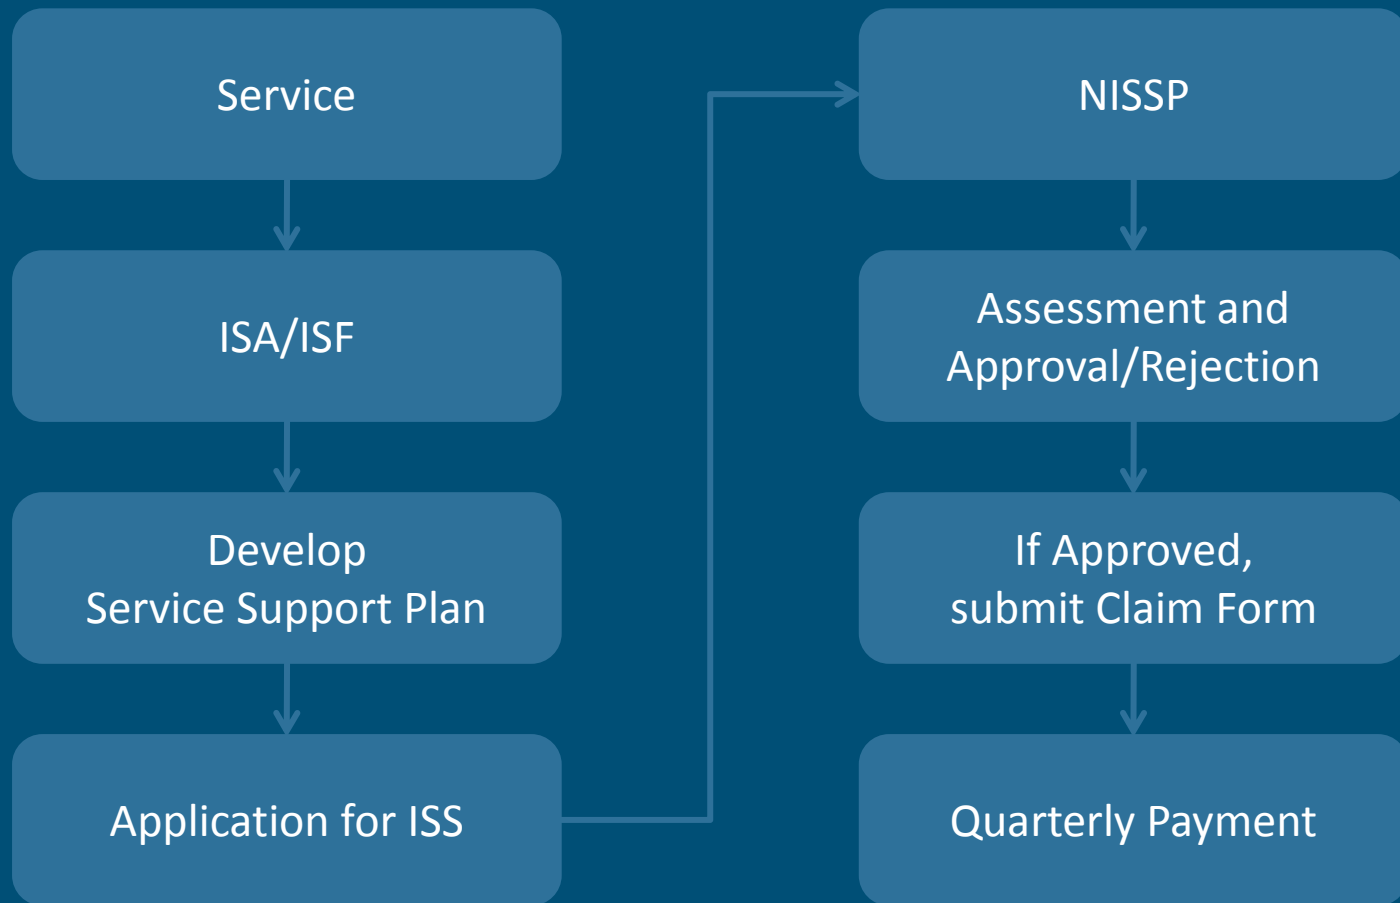 Service
ISA/ISF
Develop
Service Support Plan
Application for ISS
NISSP
Assessment and
Approval/Rejection
If Approved,
submit Claim Form
Quarterly Payment